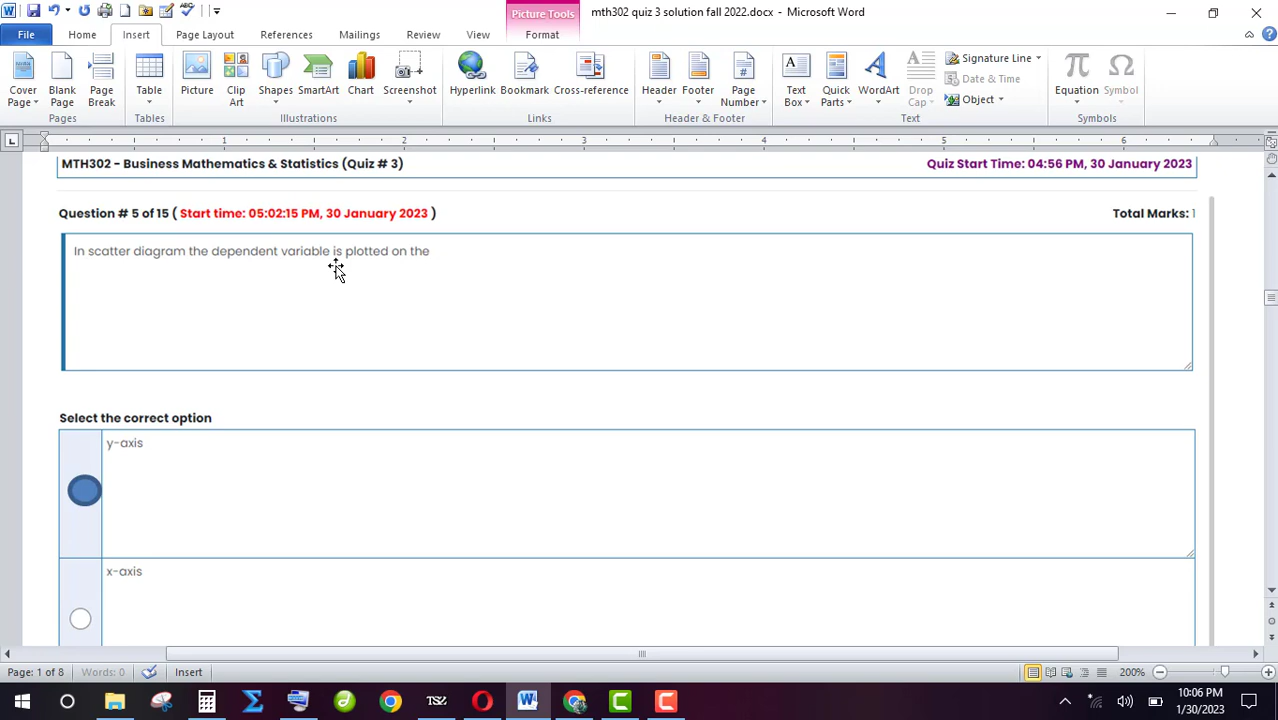 Picture Tools
mth302 quiz 3 solution fall 2022.docx - Microsoft Word
File Home Insert Page Layout References Mailings Review View Format
Cover Page
Blank Page
Page Break
Table
Picture
Clip Art
Shapes
SmartArt
Chart
Screenshot
Hyperlink
Bookmark
Cross-reference
Header
Footer
Page Number
Text Box
Quick Parts
WordArt
Drop Cap
Signature Line
Date & Time
Object
Equation
Symbol
Pages Tables Illustrations Links Header & Footer Text Symbols
1 2 3 4 5 6
MTH302 - Business Mathematics & Statistics (Quiz # 3) Quiz Start Time: 04:56 PM, 30 January 2023
Question # 5 of 15 ( Start time: 05:02:15 PM, 30 January 2023 ) Total Marks: 1
In scatter diagram the dependent variable is plotted on the
Select the correct option
y-axis
x-axis
Page: 1 of 8 Words: 0 Insert 200%
10:06 PM
1/30/2023